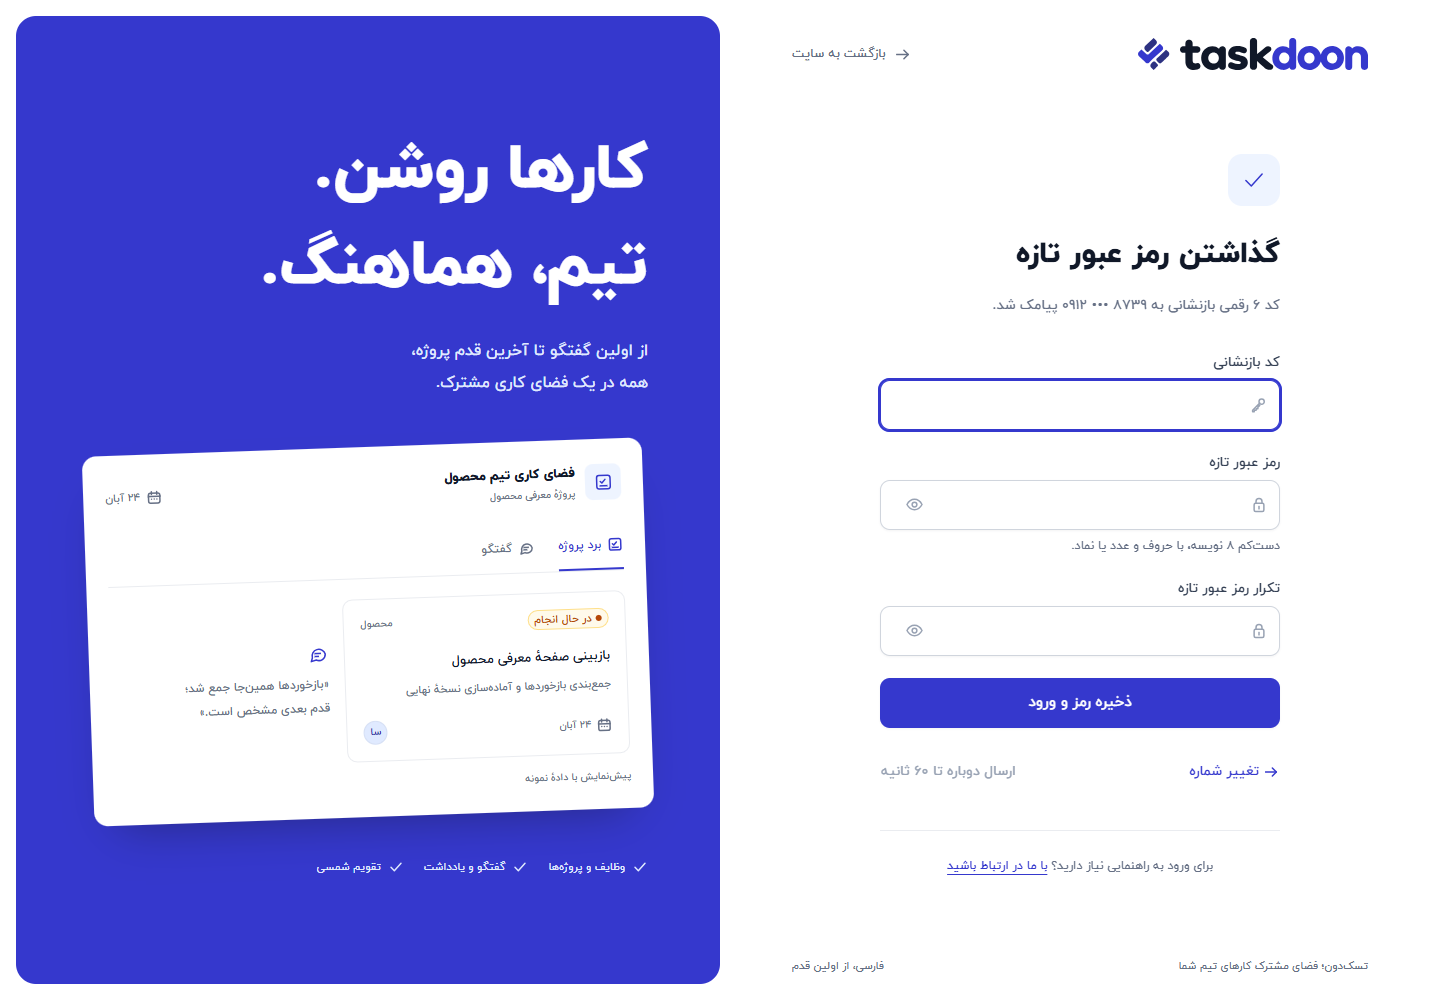 taskdoon
بازگشت به سایت
گذاشتن رمز عبور تازه
کد ۶ رقمی بازنشانی به ۸۷۳۹ ••• ۰۹۱۲ پیامک شد.
کد بازنشانی
رمز عبور تازه
دست‌کم ۸ نویسه، با حروف و عدد یا نماد.
تکرار رمز عبور تازه
ذخیره رمز و ورود
تغییر شماره
ارسال دوباره تا ۶۰ ثانیه
برای ورود به راهنمایی نیاز دارید؟ با ما در ارتباط باشید
تسک‌دون؛ فضای مشترک کارهای تیم شما
فارسی، از اولین قدم
کارها روشن.
تیم، هماهنگ.
از اولین گفتگو تا آخرین قدم پروژه،
همه در یک فضای کاری مشترک.
فضای کاری تیم محصول
پروژهٔ معرفی محصول
۲۴ آبان
برد پروژه
گفتگو
در حال انجام
محصول
بازبینی صفحهٔ معرفی محصول
جمع‌بندی بازخوردها و آماده‌سازی نسخهٔ نهایی
۲۴ آبان
سا
«بازخوردها همین‌جا جمع شد؛
قدم بعدی مشخص است.»
پیش‌نمایش با دادهٔ نمونه
وظایف و پروژه‌ها
گفتگو و یادداشت
تقویم شمسی